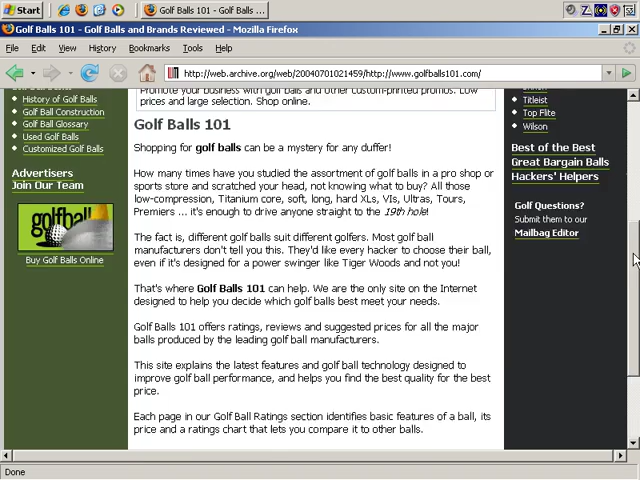 Start
Golf Balls 101 - Golf Balls ...
Golf Balls 101 - Golf Balls and Brands Reviewed - Mozilla Firefox
File Edit View History Bookmarks Tools Help
http://web.archive.org/web/20040701021459/http://www.golfballs101.com/
History of Golf Balls
Golf Ball Construction
Golf Ball Glossary
Used Golf Balls
Customized Golf Balls
Advertisers
Join Our Team
golfball
Buy Golf Balls Online
Promote your business with golf balls and other custom-printed promos. Low
prices and large selection. Shop online.
Golf Balls 101
Shopping for golf balls can be a mystery for any duffer!
How many times have you studied the assortment of golf balls in a pro shop or
sports store and scratched your head, not knowing what to buy? All those
low-compression, Titanium core, soft, long, hard XLs, VIs, Ultras, Tours,
Premiers ... it's enough to drive anyone straight to the 19th hole!
The fact is, different golf balls suit different golfers. Most golf ball
manufacturers don't tell you this. They'd like every hacker to choose their ball,
even if it's designed for a power swinger like Tiger Woods and not you!
That's where Golf Balls 101 can help. We are the only site on the Internet
designed to help you decide which golf balls best meet your needs.
Golf Balls 101 offers ratings, reviews and suggested prices for all the major
balls produced by the leading golf ball manufacturers.
This site explains the latest features and golf ball technology designed to
improve golf ball performance, and helps you find the best quality for the best
price.
Each page in our Golf Ball Ratings section identifies basic features of a ball, its
price and a ratings chart that lets you compare it to other balls.
Titleist
Top Flite
Wilson
Best of the Best
Great Bargain Balls
Hackers' Helpers
Golf Questions?
Submit them to our
Mailbag Editor
Done